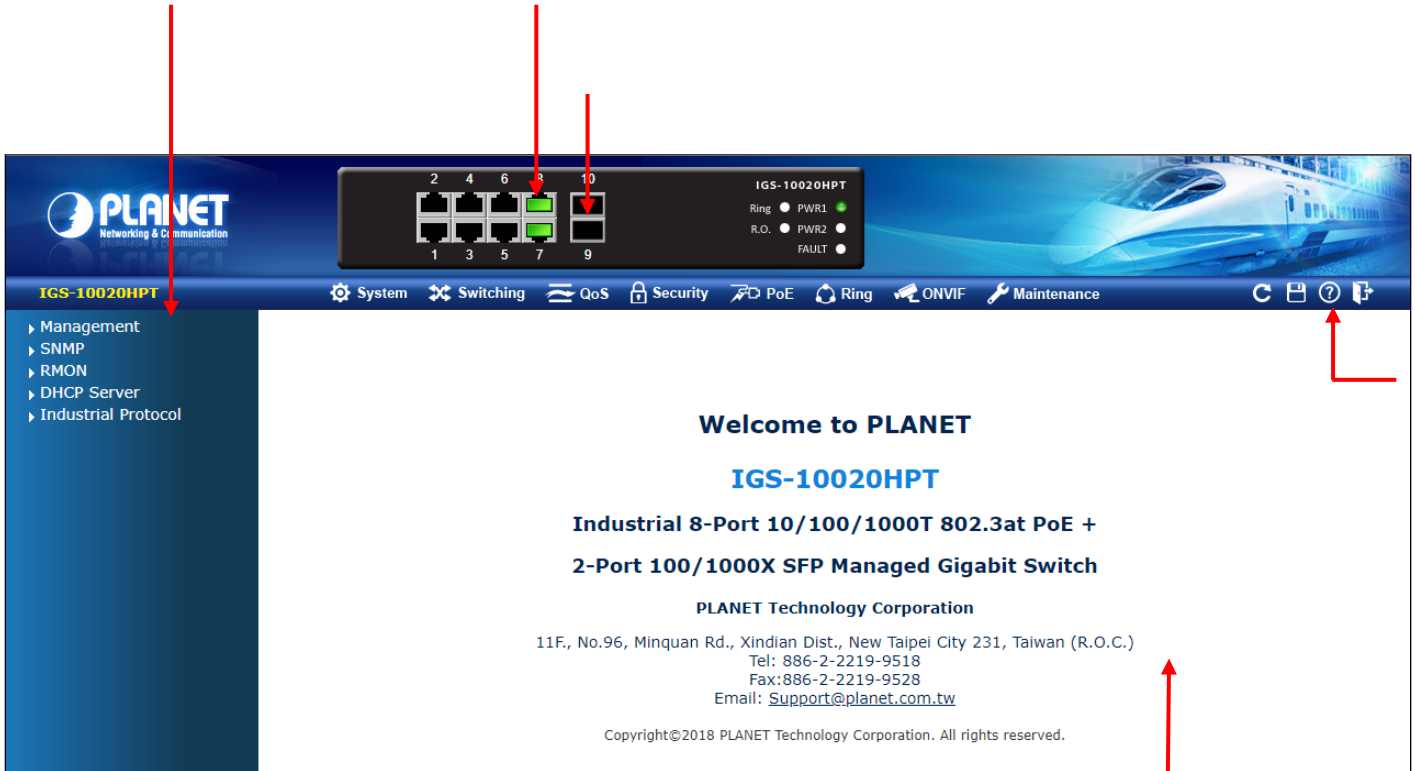 2 4 6 8 10
IGS-10020HPT
Ring PWR1
R.O. PWR2
FAULT
1 3 5 7 9
PLANET
Networking & Communication
IGS-10020HPT
System Switching QoS Security PoE Ring ONVIF Maintenance
Management
SNMP
RMON
DHCP Server
Industrial Protocol
Welcome to PLANET
IGS-10020HPT
Industrial 8-Port 10/100/1000T 802.3at PoE +
2-Port 100/1000X SFP Managed Gigabit Switch
PLANET Technology Corporation
11F., No.96, Minquan Rd., Xindian Dist., New Taipei City 231, Taiwan (R.O.C.)
Tel: 886-2-2219-9518
Fax:886-2-2219-9528
Email: Support@planet.com.tw
Copyright©2018 PLANET Technology Corporation. All rights reserved.